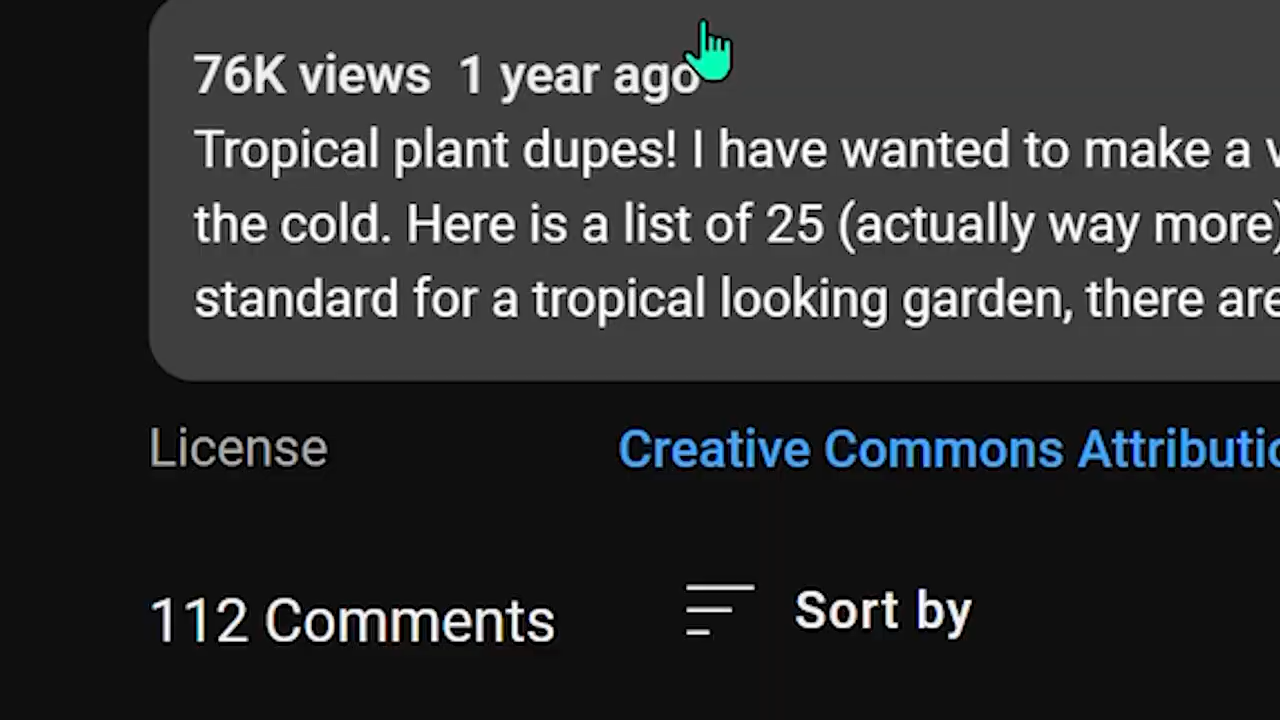 76K views 1 year ago
Tropical plant dupes! I have wanted to make a
the cold. Here is a list of 25 (actually way more)
standard for a tropical looking garden, there are
License Creative Commons
112 Comments Sort by